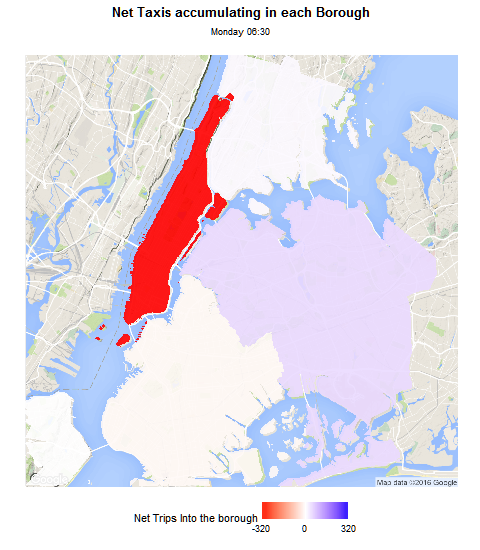 Net Taxis accumulating in each Borough
Monday 06:30
Map data ©2016 Google
Net Trips Into the borough
-320 0 320